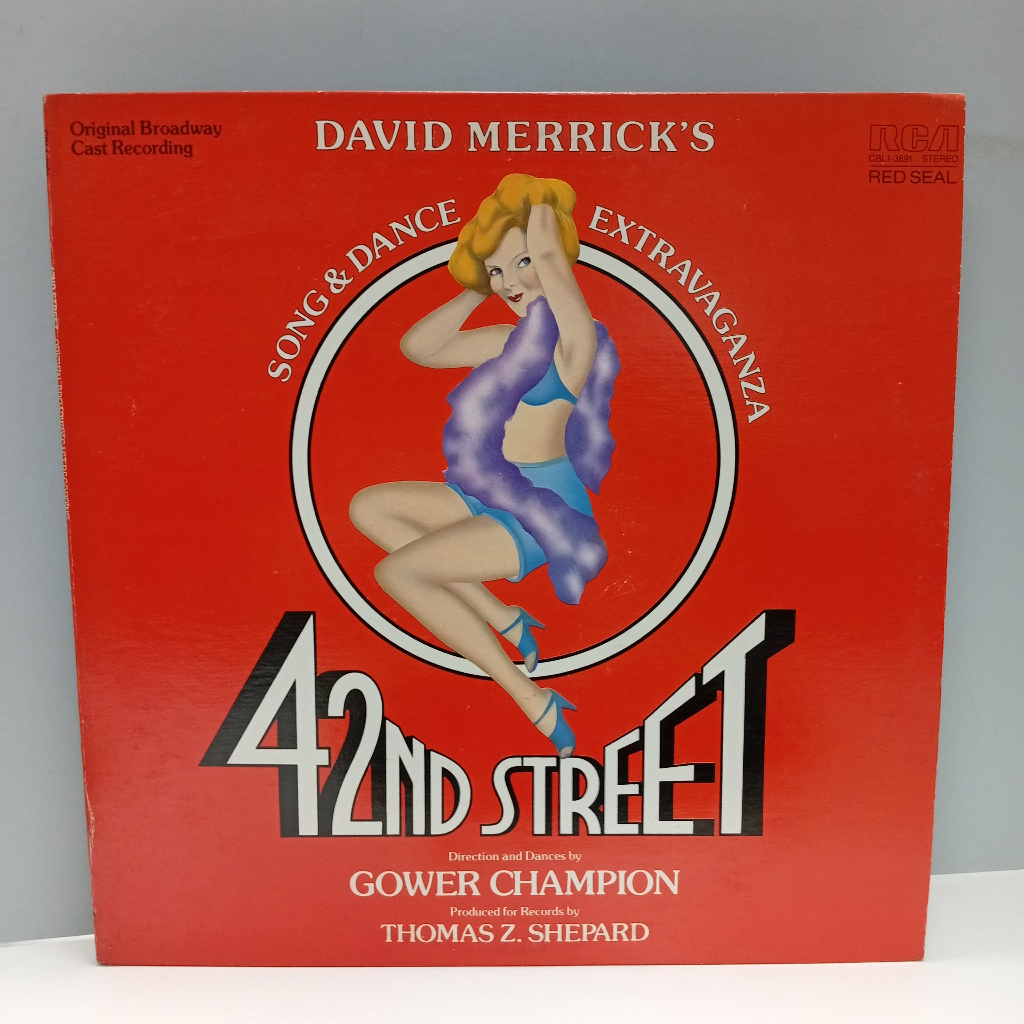 Original Broadway
Cast Recording
DAVID MERRICK'S
RCA
CBL1-3891 STEREO
RED SEAL
SONG & DANCE EXTRAVAGANZA
42ND STREET
Direction and Dances by
GOWER CHAMPION
Produced for Records by
THOMAS Z. SHEPARD